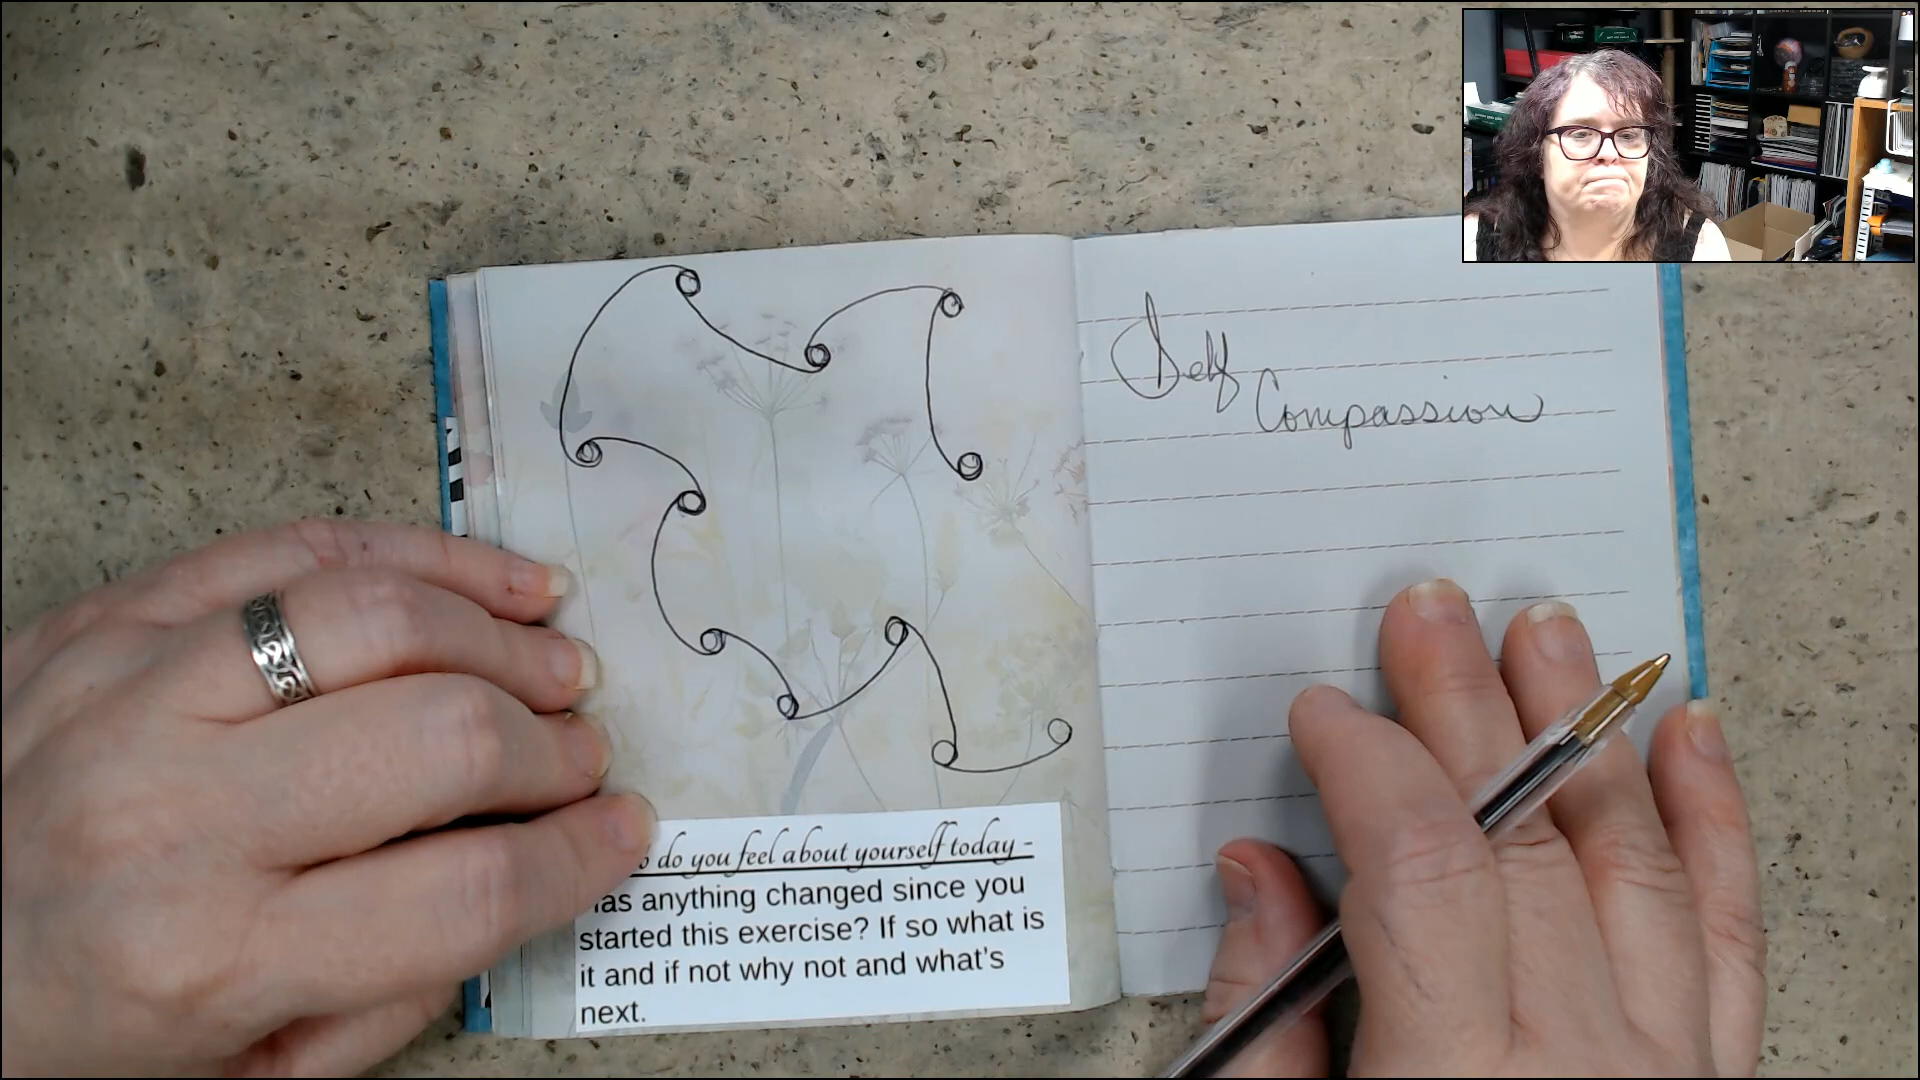 Self
Compassion
do you feel about yourself today -
as anything changed since you
started this exercise? If so what is
it and if not why not and what's
next.